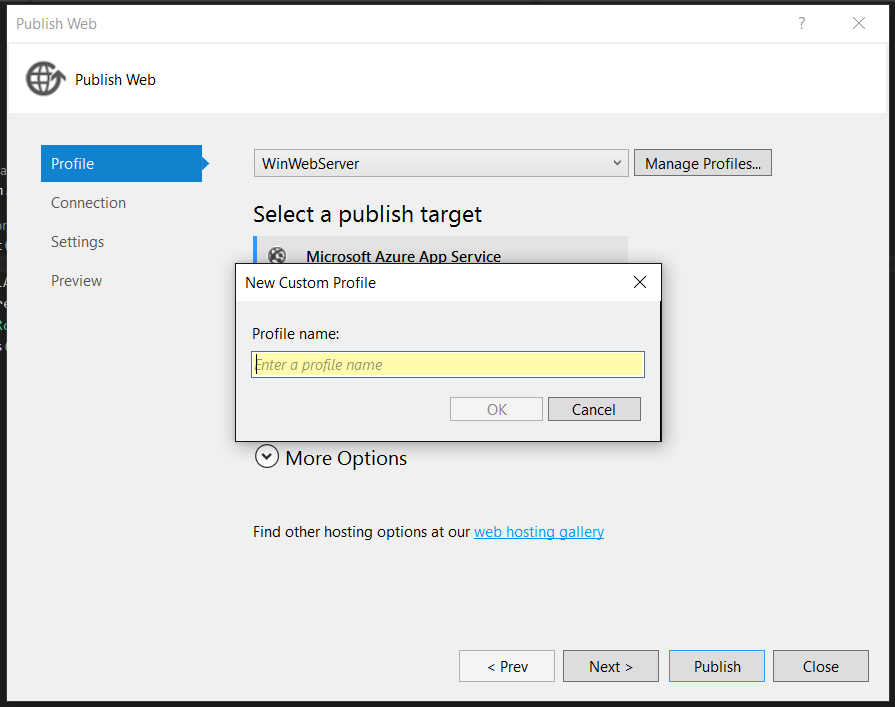 Publish Web
?
Publish Web
Profile
WinWebServer
Manage Profiles...
Connection
Select a publish target
Settings
Microsoft Azure App Service
Preview
New Custom Profile
Profile name:
Enter a profile name
OK
Cancel
More Options
Find other hosting options at our web hosting gallery
< Prev
Next >
Publish
Close